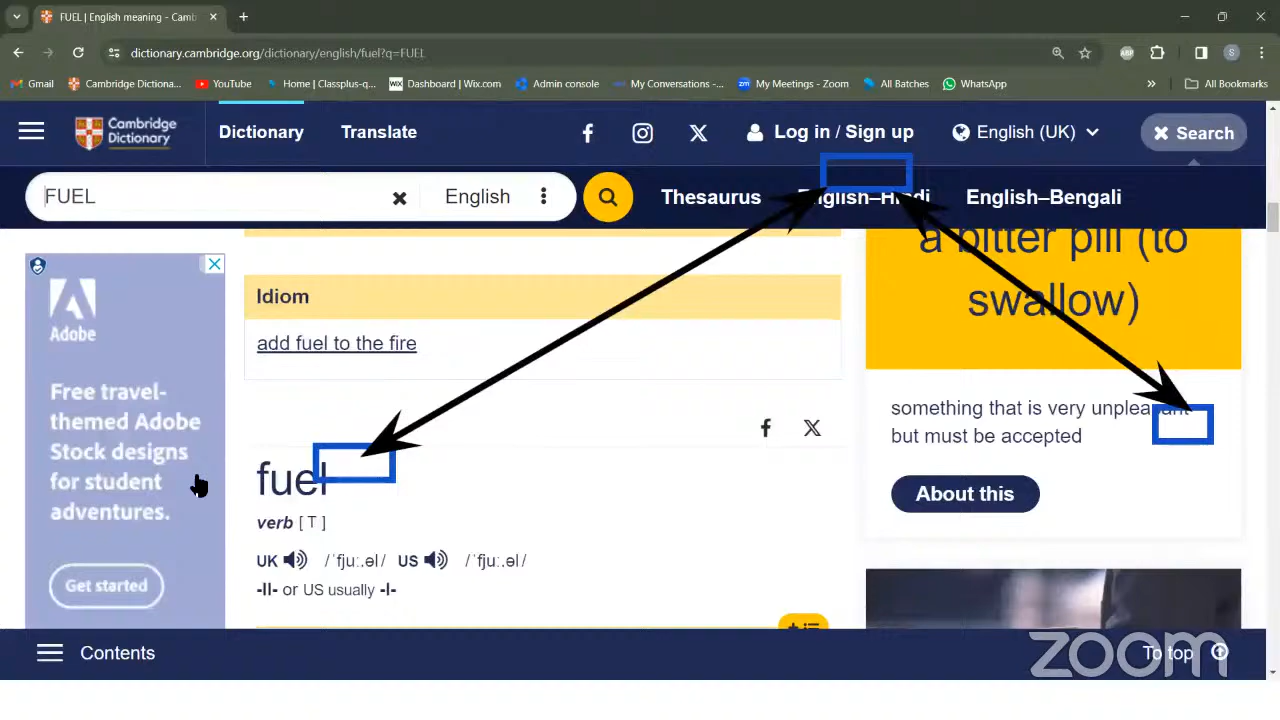 FUEL | English meaning - Camb
dictionary.cambridge.org/dictionary/english/fuel?q=FUEL
ABP
S
Gmail
Cambridge Dictiona...
YouTube
Home | Classplus-q...
WIX
Dashboard | Wix.com
Admin console
My Conversations -...
zm
My Meetings - Zoom
All Batches
WhatsApp
All Bookmarks
Cambridge
Dictionary
Dictionary
Translate
Log in / Sign up
English (UK)
Search
FUEL
English
Thesaurus
English–Hindi
English–Bengali
Adobe
Free travel-
themed Adobe
Stock designs
for student
adventures.
Get started
Idiom
add fuel to the fire
fuel
verb [ T ]
UK /ˈfjuː.əl/ US /ˈfjuː.əl/
-ll- or US usually -l-
a bitter pill (to
swallow)
something that is very unpleasant
but must be accepted
About this
Contents
To top
zoom